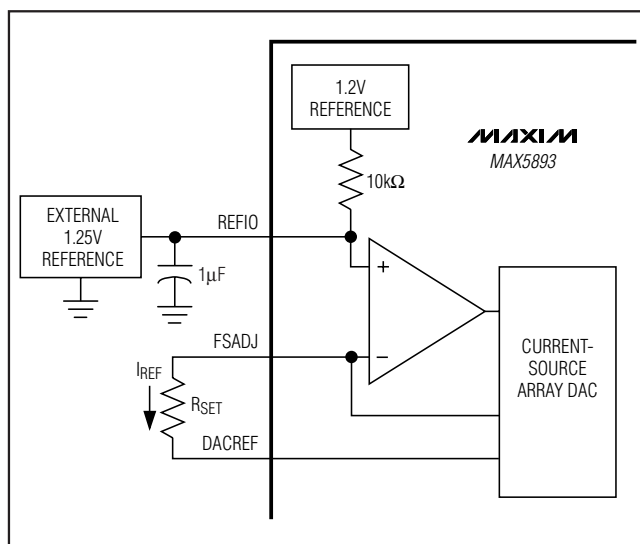 1.2V
REFERENCE
MAXIM
MAX5893
10kΩ
EXTERNAL
1.25V
REFERENCE
REFIO
1μF
+
−
FSADJ
IREF
RSET
DACREF
CURRENT-
SOURCE
ARRAY DAC